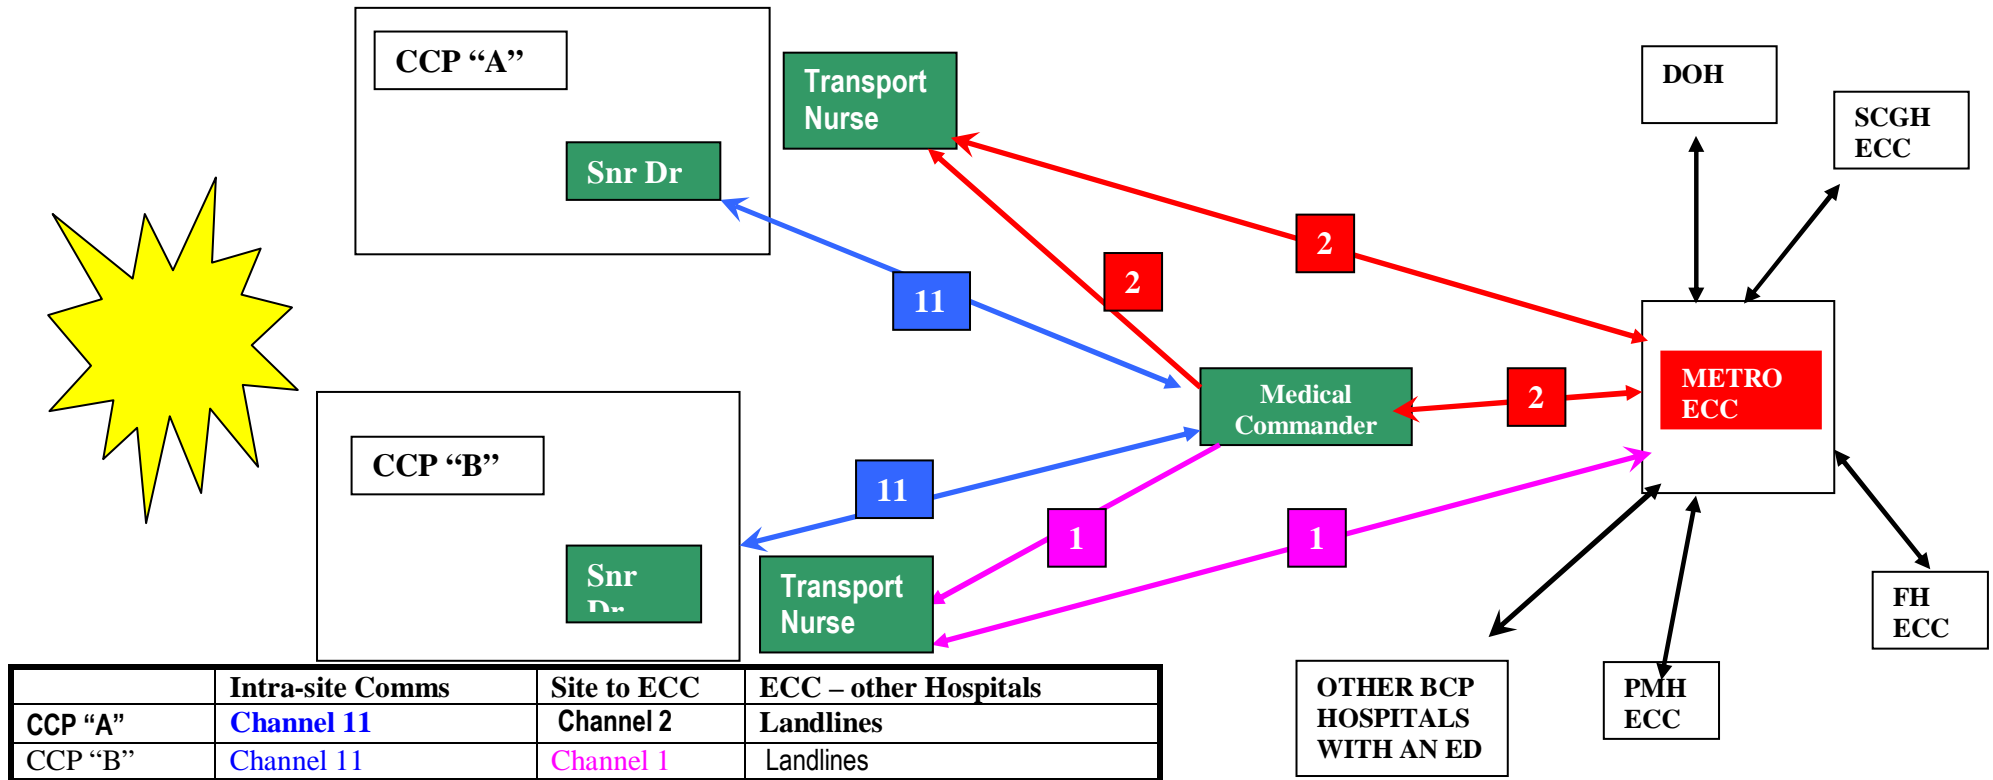 CCP “A”
Transport
Nurse
Snr Dr
DOH
SCGH
ECC
2
2
11
Medical
Commander
2
METRO
ECC
CCP “B”
11
1
1
Snr
Dr
Transport
Nurse
FH
ECC
OTHER BCP
HOSPITALS
WITH AN ED
PMH
ECC
Intra-site Comms Site to ECC ECC – other Hospitals
CCP “A” Channel 11 Channel 2 Landlines
CCP “B” Channel 11 Channel 1 Landlines